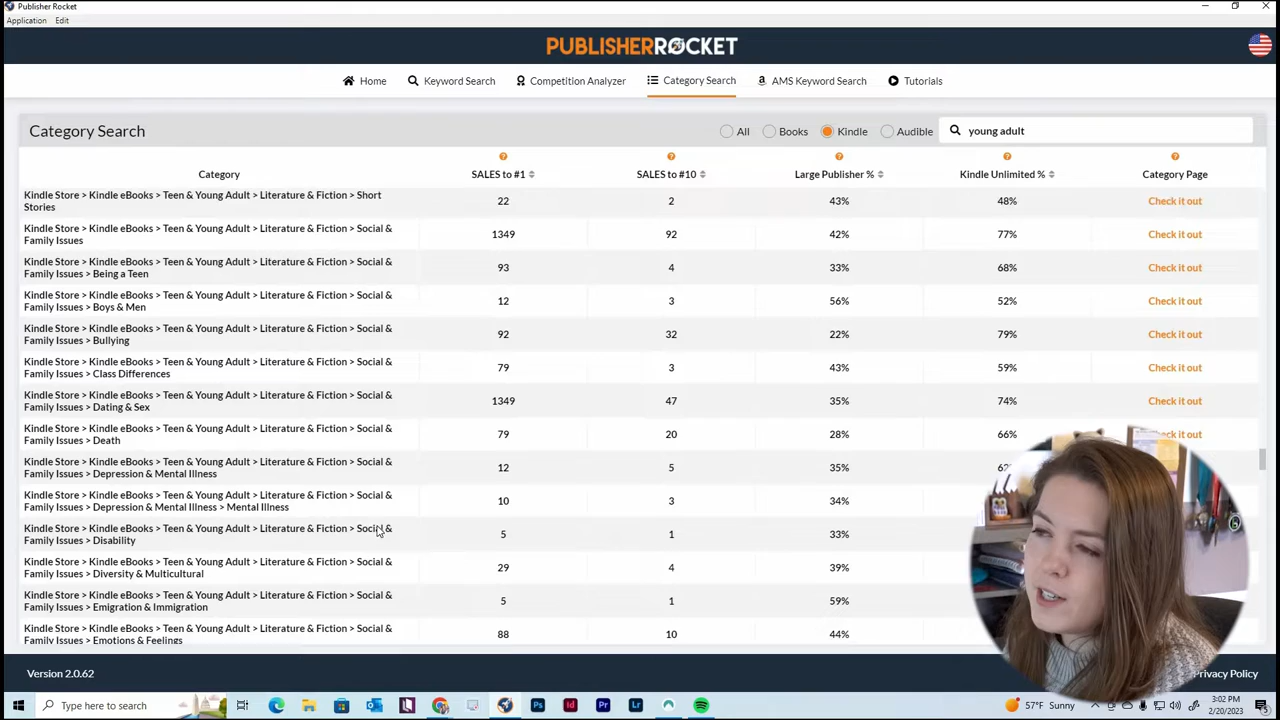 Publisher Rocket
Application Edit
PUBLISHERROCKET
Home Keyword Search Competition Analyzer Category Search AMS Keyword Search Tutorials
Category Search All Books Kindle Audible young adult
Category SALES to #1 SALES to #10 Large Publisher % Kindle Unlimited % Category Page
Kindle Store > Kindle eBooks > Teen & Young Adult > Literature & Fiction > Short
Stories 22 2 43% 48% Check it out
Kindle Store > Kindle eBooks > Teen & Young Adult > Literature & Fiction > Social &
Family Issues 1349 92 42% 77% Check it out
Kindle Store > Kindle eBooks > Teen & Young Adult > Literature & Fiction > Social &
Family Issues > Being a Teen 93 4 33% 68% Check it out
Kindle Store > Kindle eBooks > Teen & Young Adult > Literature & Fiction > Social &
Family Issues > Boys & Men 12 3 56% 52% Check it out
Kindle Store > Kindle eBooks > Teen & Young Adult > Literature & Fiction > Social &
Family Issues > Bullying 92 32 22% 79% Check it out
Kindle Store > Kindle eBooks > Teen & Young Adult > Literature & Fiction > Social &
Family Issues > Class Differences 79 3 43% 59% Check it out
Kindle Store > Kindle eBooks > Teen & Young Adult > Literature & Fiction > Social &
Family Issues > Dating & Sex 1349 47 35% 74% Check it out
Kindle Store > Kindle eBooks > Teen & Young Adult > Literature & Fiction > Social &
Family Issues > Death 79 20 28% 66% Check it out
Kindle Store > Kindle eBooks > Teen & Young Adult > Literature & Fiction > Social &
Family Issues > Depression & Mental Illness 12 5 35%
Kindle Store > Kindle eBooks > Teen & Young Adult > Literature & Fiction > Social &
Family Issues > Depression & Mental Illness > Mental Illness 10 3 34%
Kindle Store > Kindle eBooks > Teen & Young Adult > Literature & Fiction > Social &
Family Issues > Disability 5 1 33%
Kindle Store > Kindle eBooks > Teen & Young Adult > Literature & Fiction > Social &
Family Issues > Diversity & Multicultural 29 4 39%
Kindle Store > Kindle eBooks > Teen & Young Adult > Literature & Fiction > Social &
Family Issues > Emigration & Immigration 5 1 59%
Kindle Store > Kindle eBooks > Teen & Young Adult > Literature & Fiction > Social &
Family Issues > Emotions & Feelings 88 10 44%
Version 2.0.62 Privacy Policy
Type here to search 57°F Sunny 3:02 PM
2/20/2023